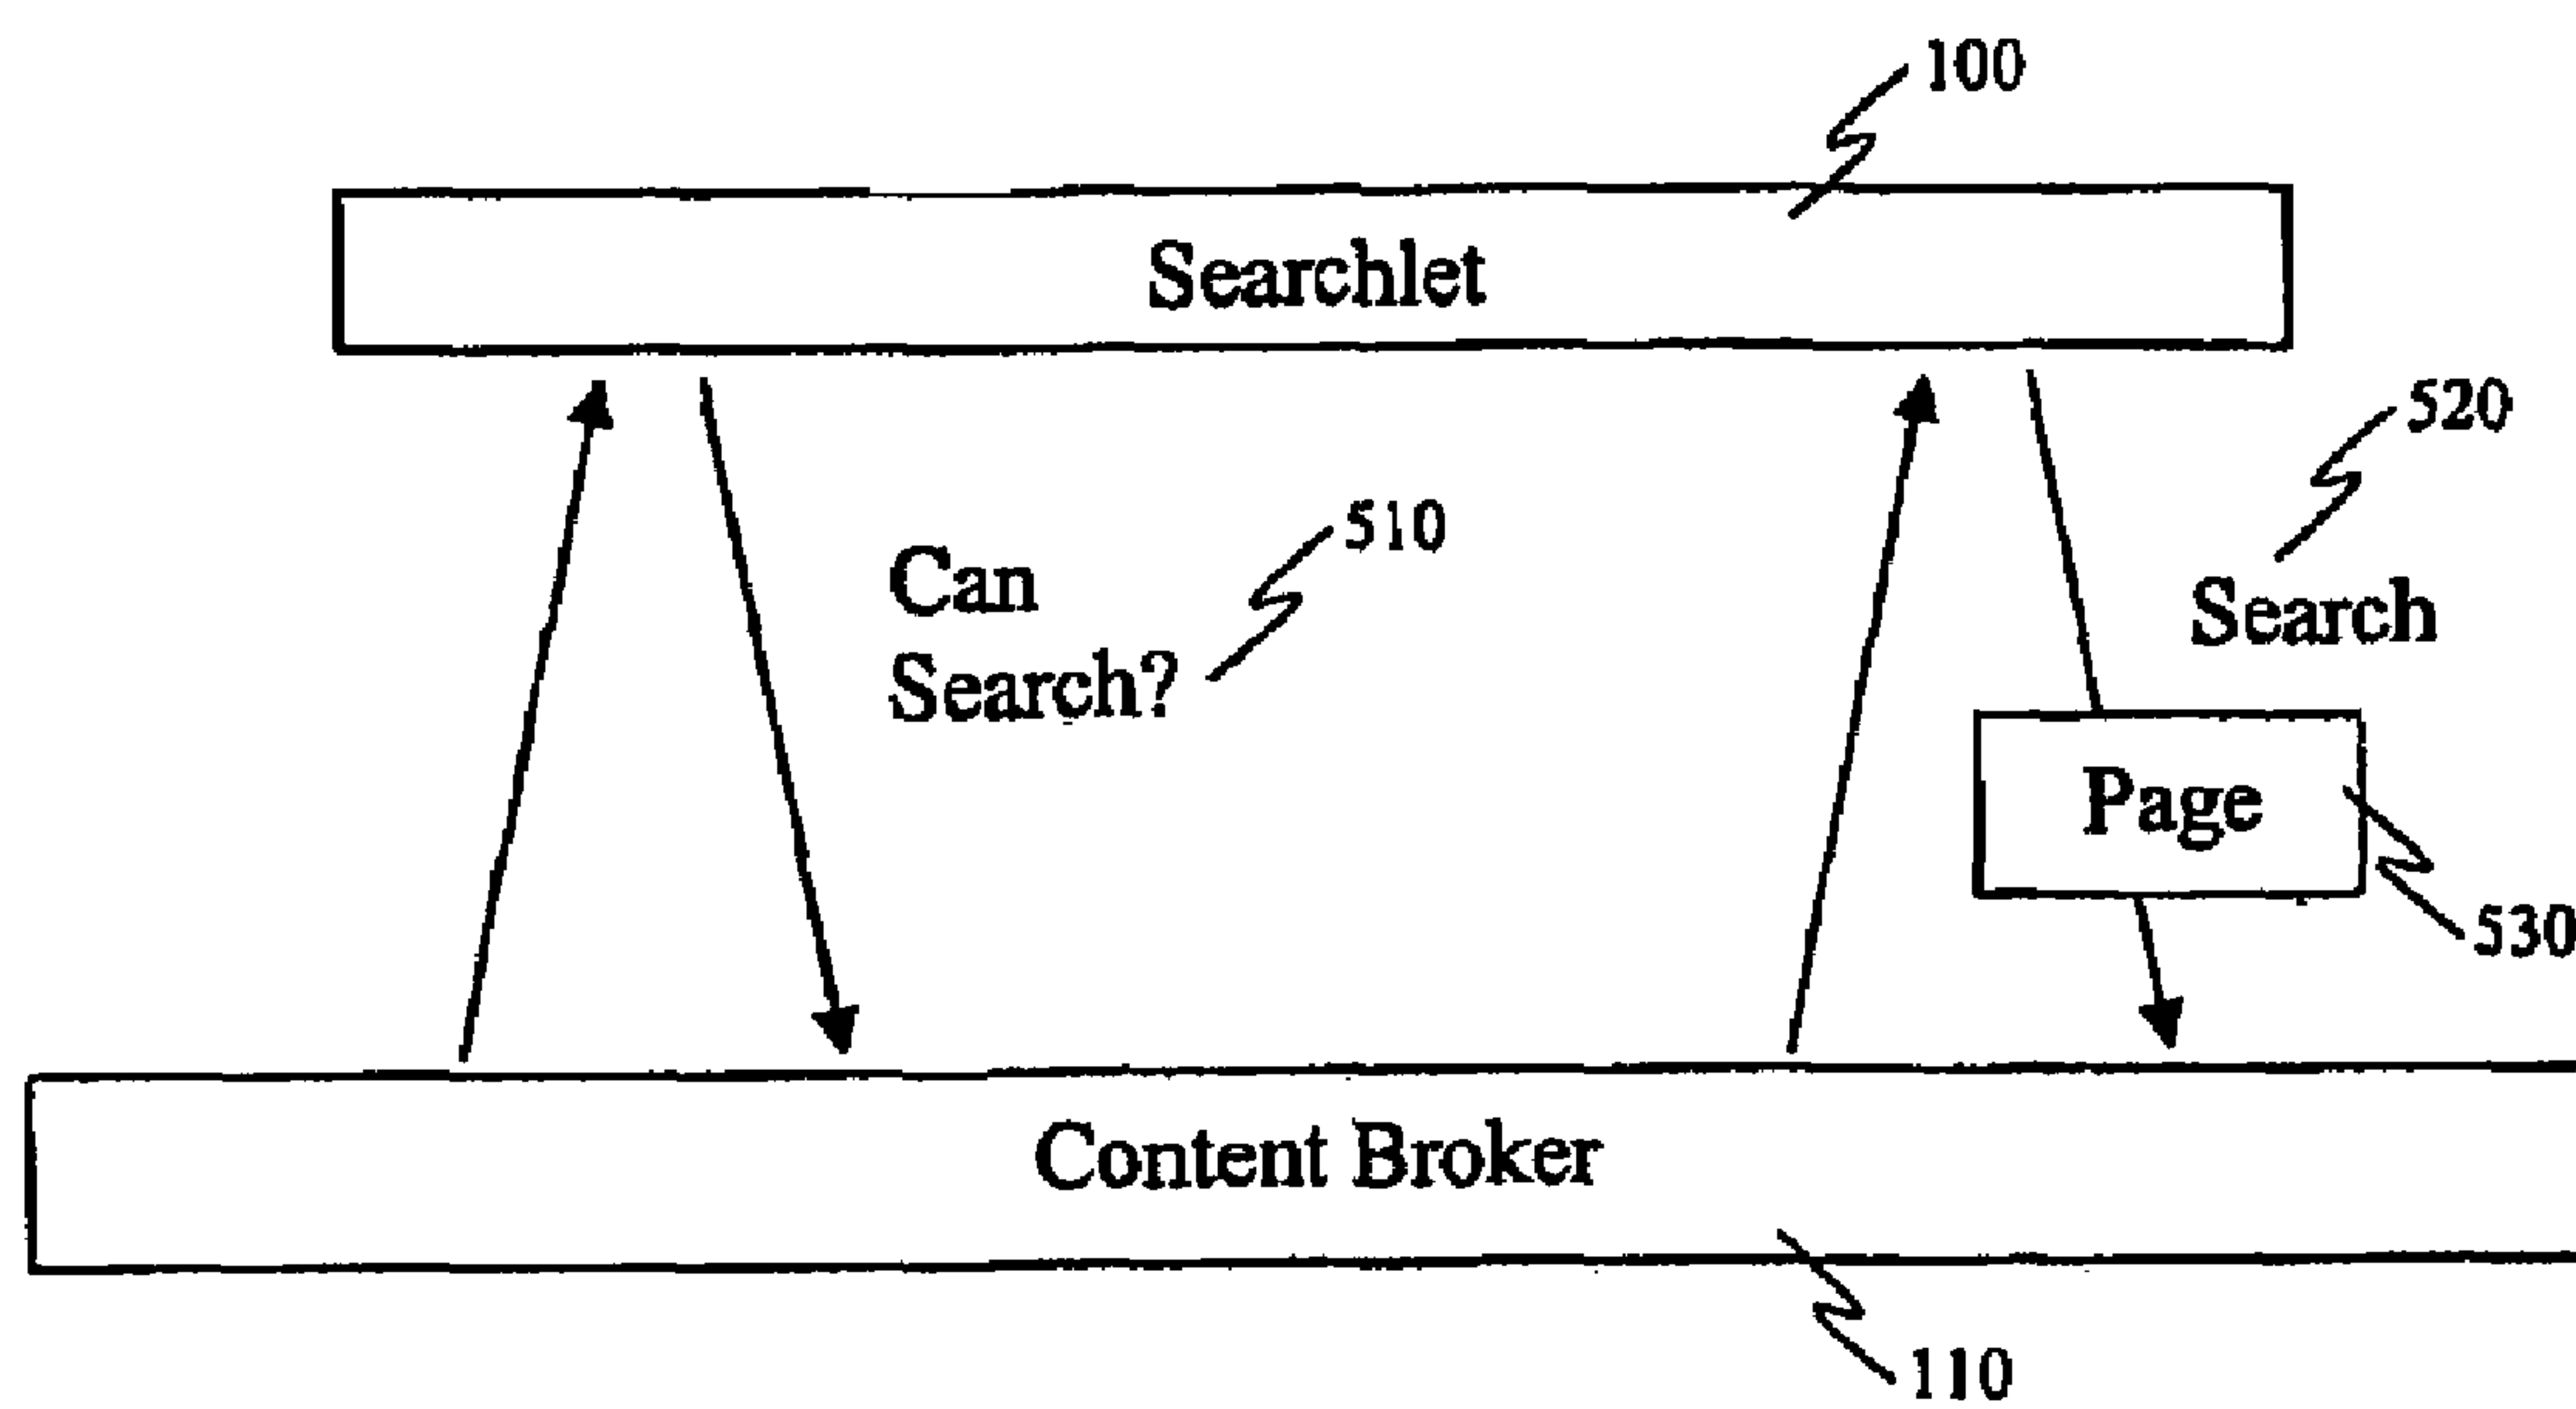 100
Searchlet
520
510
Can
Search?
Search
Page
530
Content Broker
110